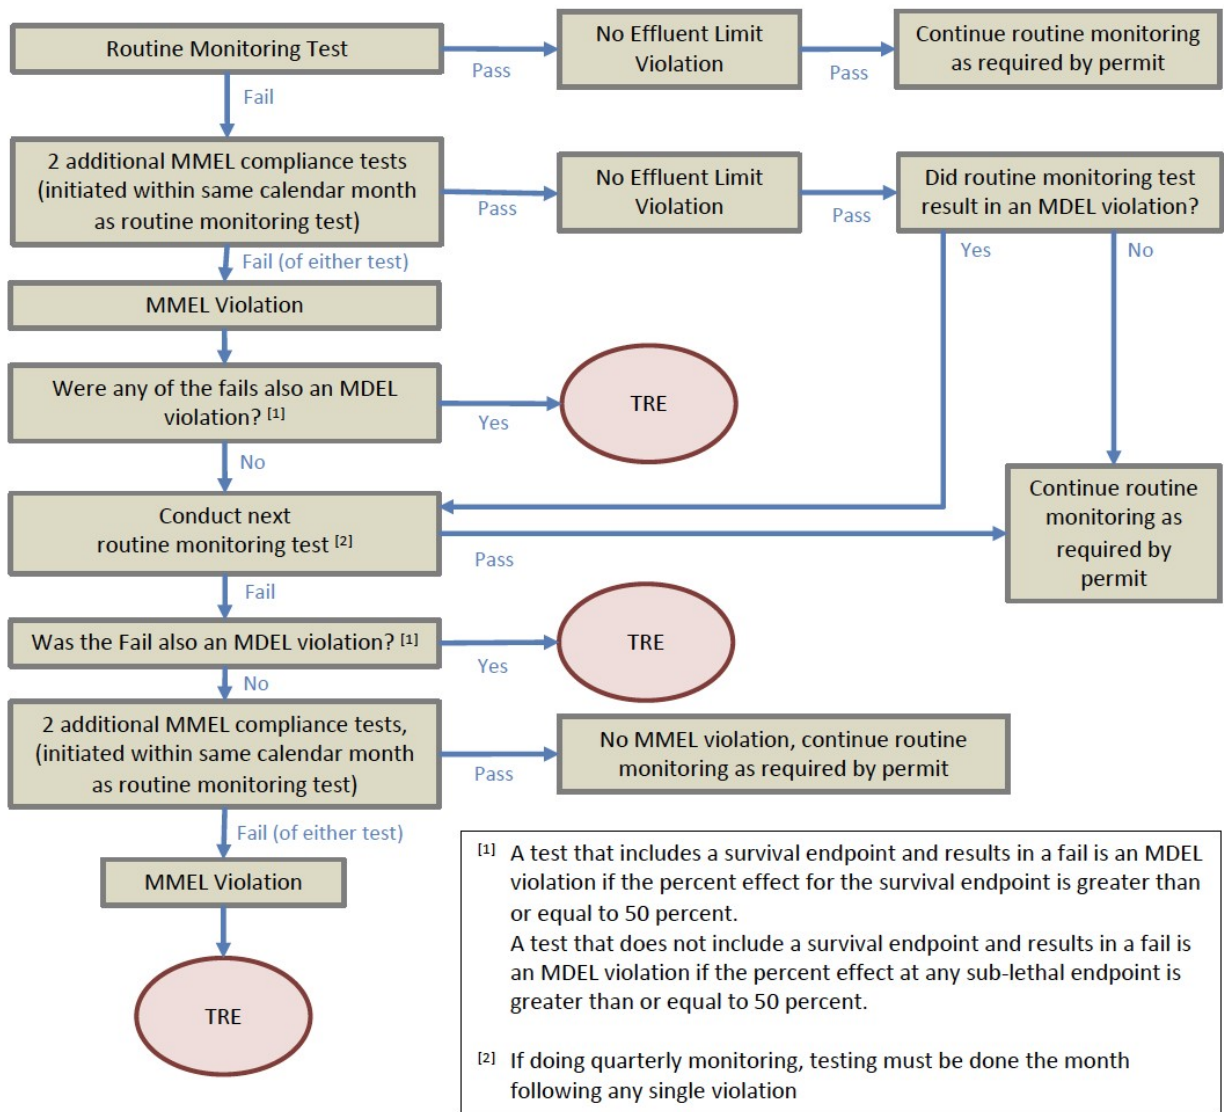 Routine Monitoring Test
Pass
No Effluent Limit
Violation
Pass
Continue routine monitoring
as required by permit
Fail
2 additional MMEL compliance tests
(initiated within same calendar month
as routine monitoring test)
Pass
No Effluent Limit
Violation
Pass
Did routine monitoring test
result in an MDEL violation?
Yes
No
Fail (of either test)
MMEL Violation
Were any of the fails also an MDEL
violation? [1]
Yes
TRE
No
Conduct next
routine monitoring test [2]
Pass
Continue routine
monitoring as
required by
permit
Fail
Was the Fail also an MDEL violation? [1]
Yes
TRE
No
2 additional MMEL compliance tests,
(initiated within same calendar month
as routine monitoring test)
Pass
No MMEL violation, continue routine
monitoring as required by permit
Fail (of either test)
MMEL Violation
TRE
[1] A test that includes a survival endpoint and results in a fail is an MDEL
violation if the percent effect for the survival endpoint is greater than
or equal to 50 percent.
A test that does not include a survival endpoint and results in a fail is
an MDEL violation if the percent effect at any sub-lethal endpoint is
greater than or equal to 50 percent.
[2] If doing quarterly monitoring, testing must be done the month
following any single violation